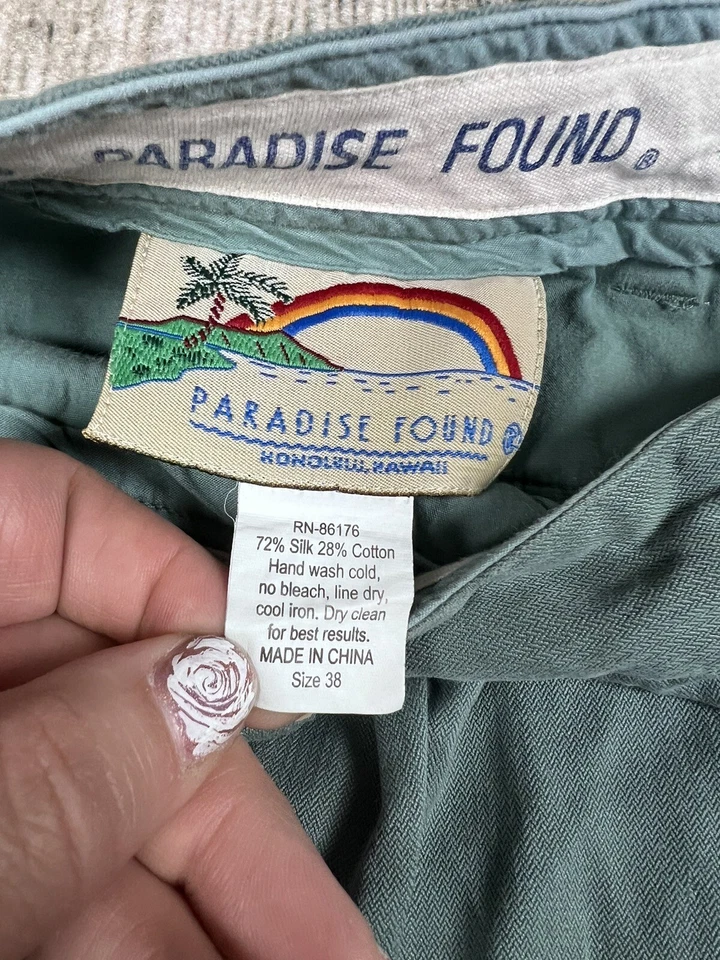 PARADISE FOUND®
PARADISE FOUND®
HONOLULU, HAWAII
RN-86176
72% Silk 28% Cotton
Hand wash cold,
no bleach, line dry,
cool iron. Dry clean
for best results.
MADE IN CHINA
Size 38